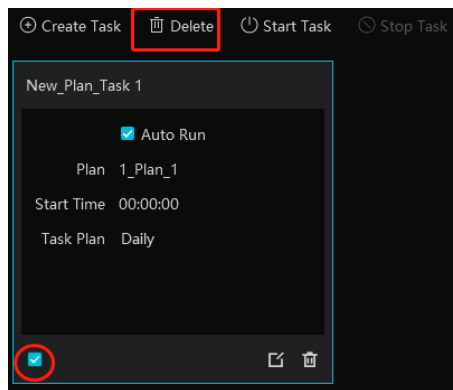 Create Task Delete Start Task Stop Task
New_Plan_Task 1
Auto Run
Plan 1_Plan_1
Start Time 00:00:00
Task Plan Daily